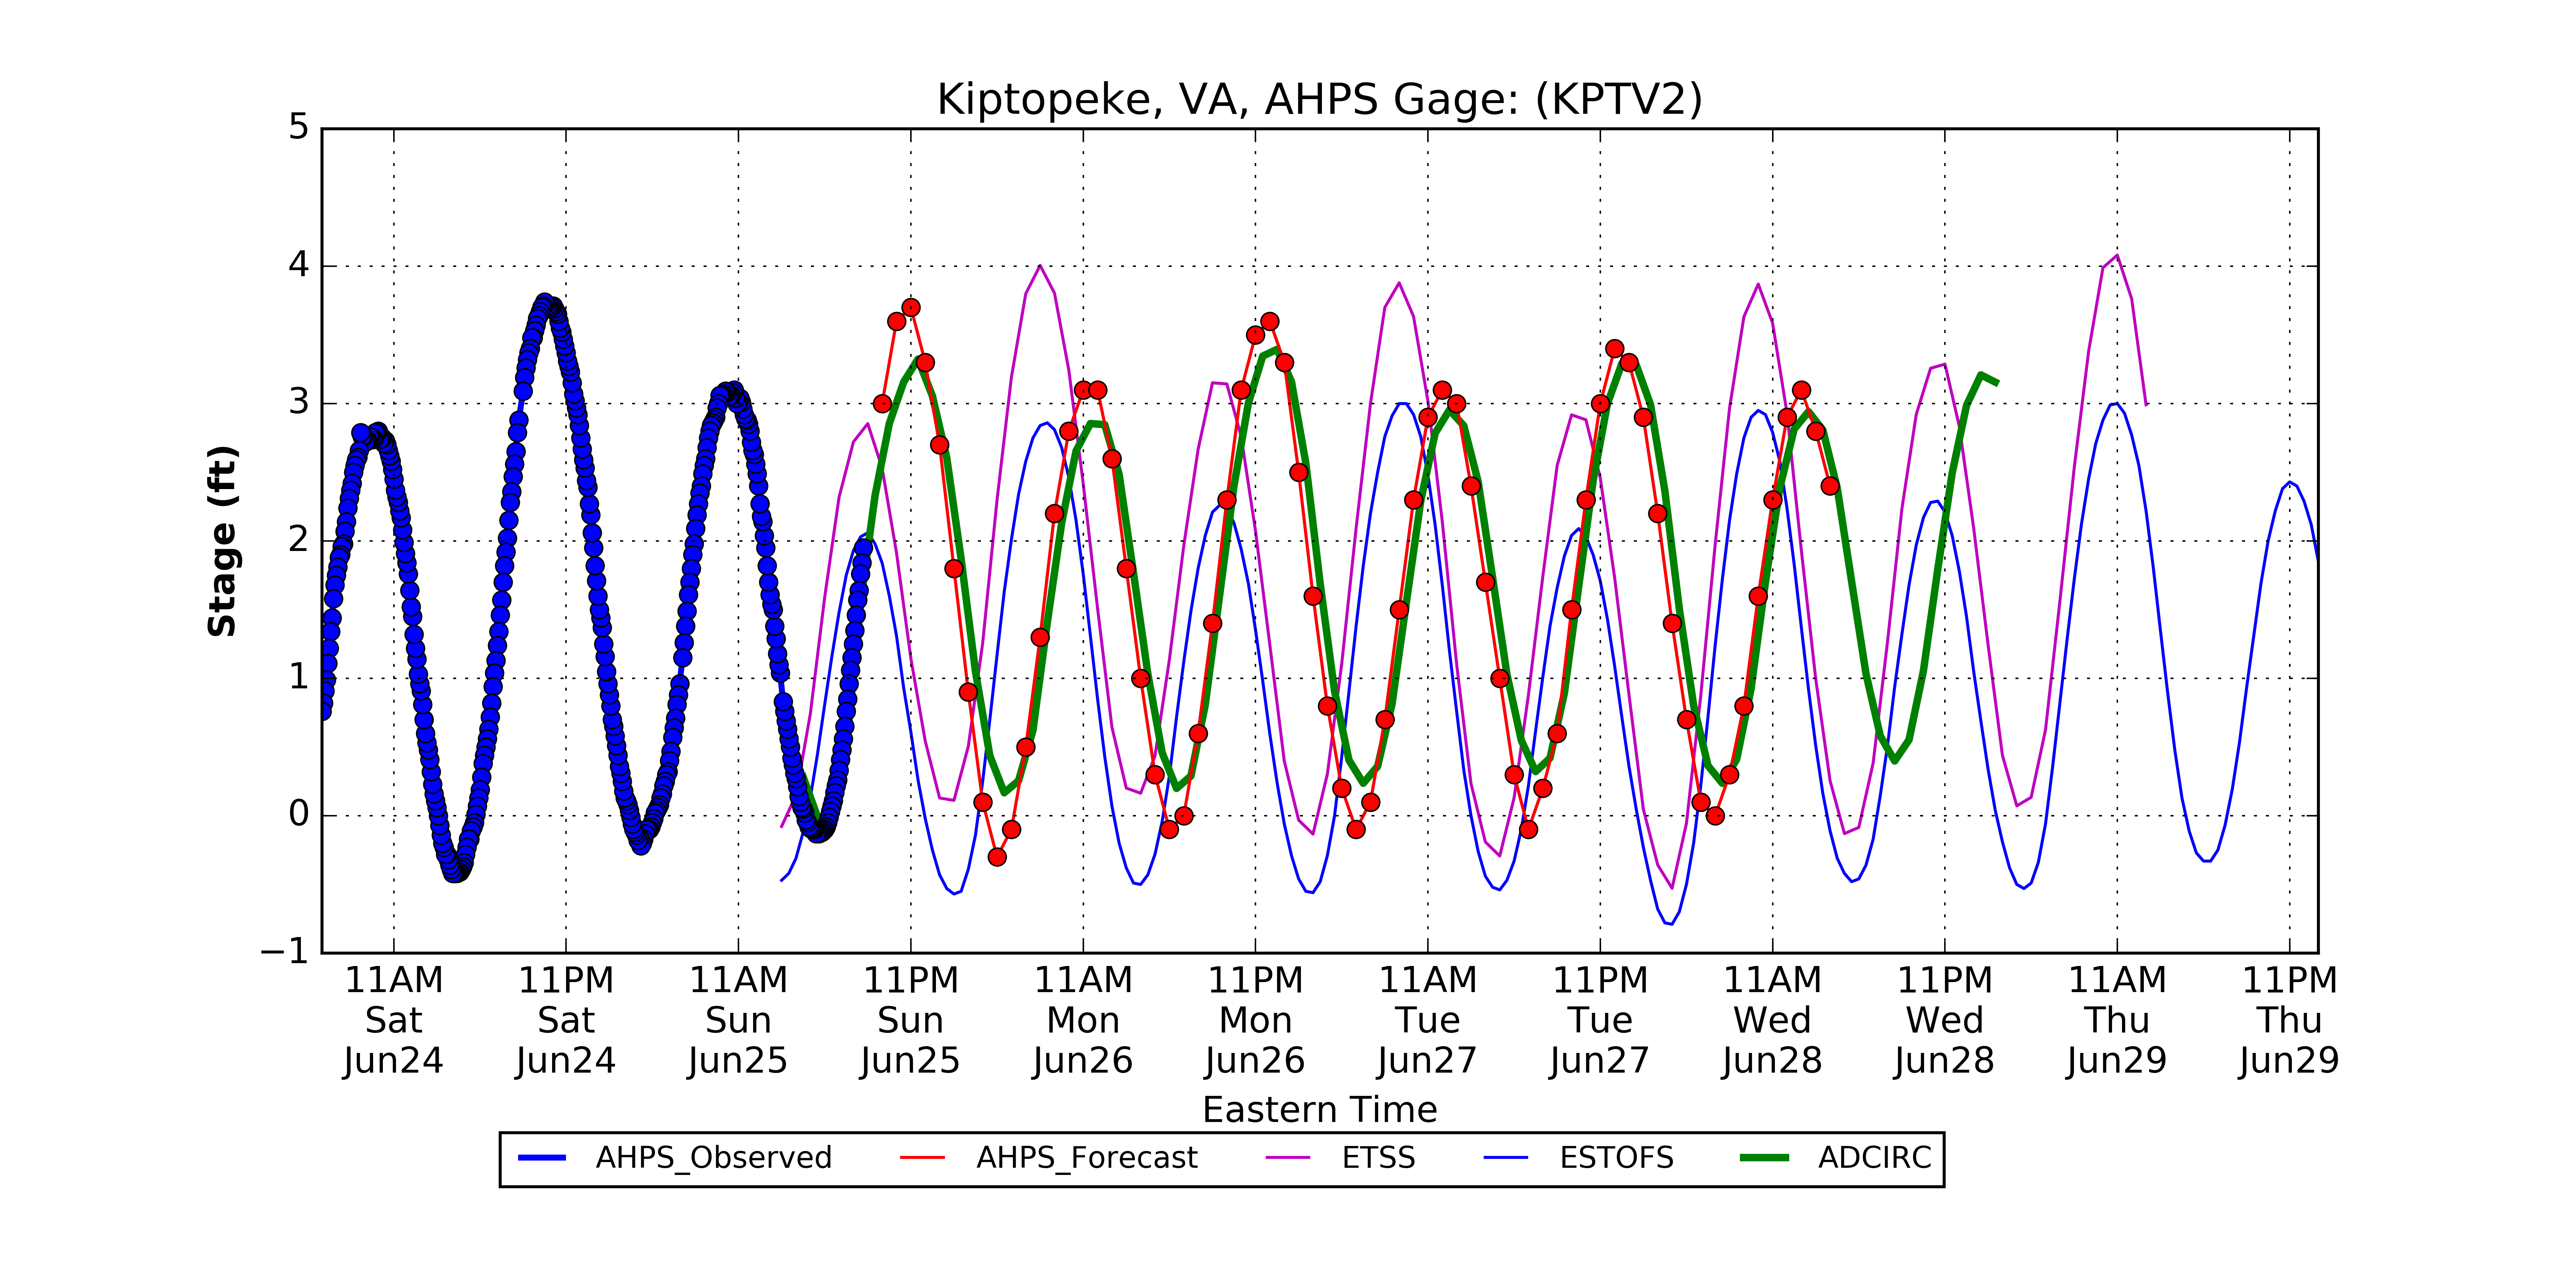 Kiptopeke, VA, AHPS Gage: (KPTV2)
5
4
3
2
1
0
−1
Stage (ft)
11AM 11PM 11AM 11PM 11AM 11PM 11AM 11PM 11AM 11PM 11AM 11PM
Sat Sat Sun Sun Mon Mon Tue Tue Wed Wed Thu Thu
Jun24 Jun24 Jun25 Jun25 Jun26 Jun26 Jun27 Jun27 Jun28 Jun28 Jun29 Jun29
Eastern Time
AHPS_Observed AHPS_Forecast ETSS ESTOFS ADCIRC